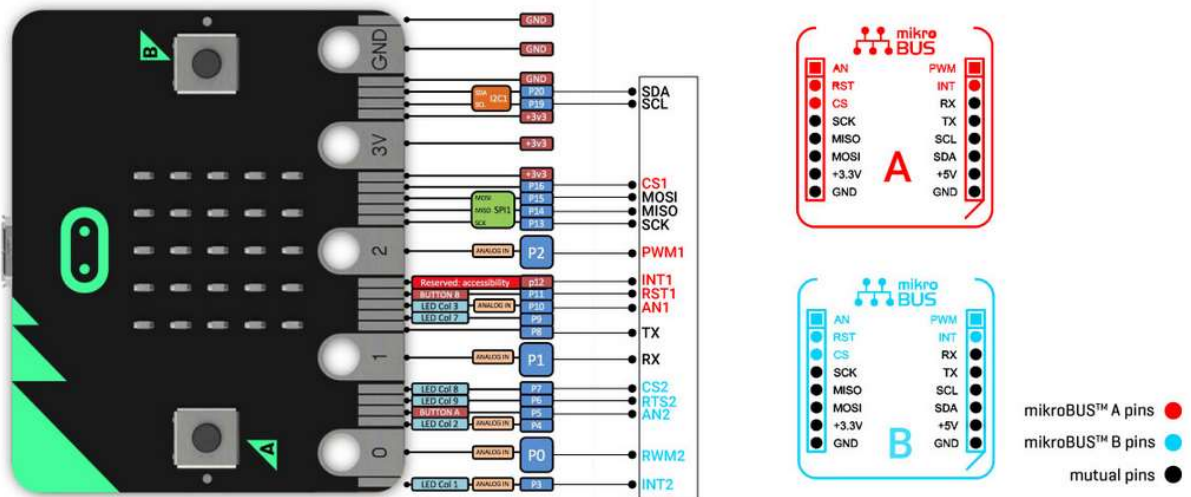 B
A
GND
3V
2
1
0
GND
GND
GND
SDA
SCL
I2C1
P20
P19
+3v3
+3v3
+3v3
P16
MOSI
MISO
SCK
SPI1
P15
P14
P13
ANALOG IN
P2
Reserved: accessibility
p12
BUTTON B
P11
LED Col 3
ANALOG IN
P10
LED Col 7
P9
P8
ANALOG IN
P1
LED Col 8
P7
LED Col 9
P6
BUTTON A
P5
LED Col 2
ANALOG IN
P4
ANALOG IN
P0
LED Col 1
ANALOG IN
P3
SDA
SCL
CS1
MOSI
MISO
SCK
PWM1
INT1
RST1
AN1
TX
RX
CS2
RTS2
AN2
RWM2
INT2
mikro
BUS
AN PWM
RST INT
CS RX
SCK TX
MISO SCL
MOSI SDA
+3.3V +5V
GND GND
A
mikro
BUS
AN PWM
RST INT
CS RX
SCK TX
MISO SCL
MOSI SDA
+3.3V +5V
GND GND
B
mikroBUS™ A pins
mikroBUS™ B pins
mutual pins